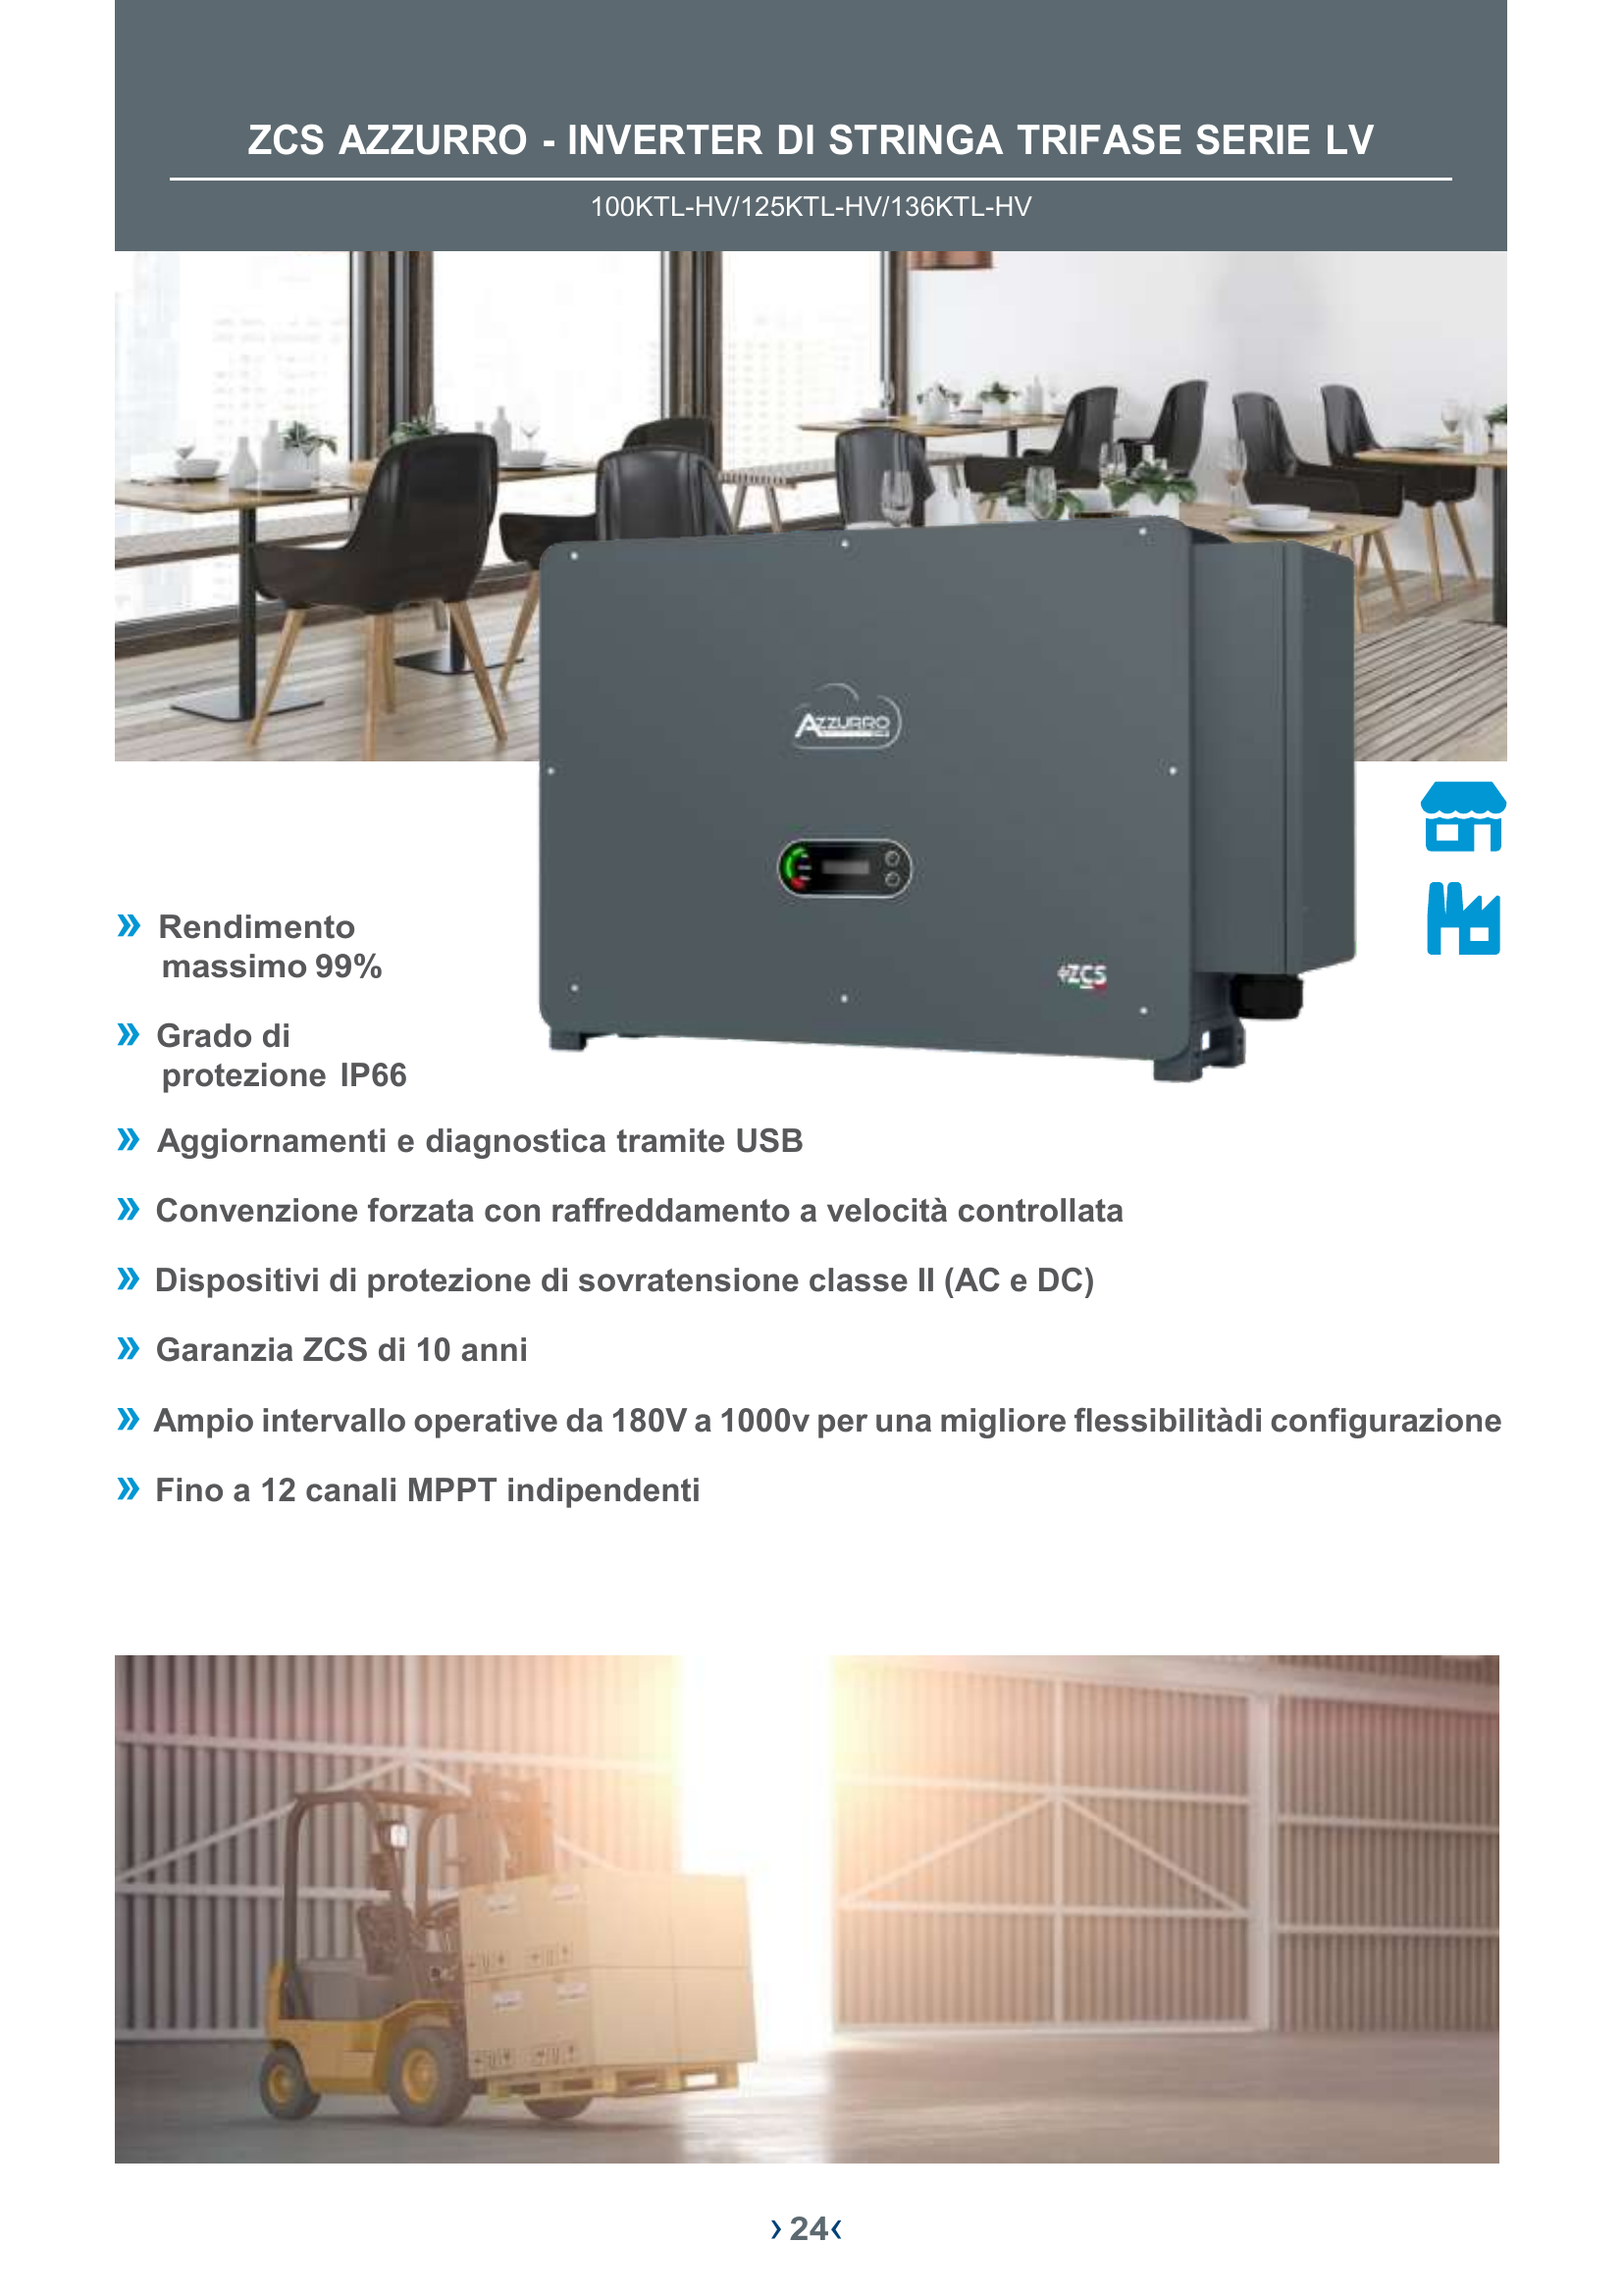 ZCS AZZURRO - INVERTER DI STRINGA TRIFASE SERIE LV
100KTL-HV/125KTL-HV/136KTL-HV
AZZURRO
ZCS
» Rendimento
massimo 99%
» Grado di
protezione IP66
» Aggiornamenti e diagnostica tramite USB
» Convenzione forzata con raffreddamento a velocità controllata
» Dispositivi di protezione di sovratensione classe II (AC e DC)
» Garanzia ZCS di 10 anni
» Ampio intervallo operative da 180V a 1000v per una migliore flessibilitàdi configurazione
» Fino a 12 canali MPPT indipendenti
› 24‹